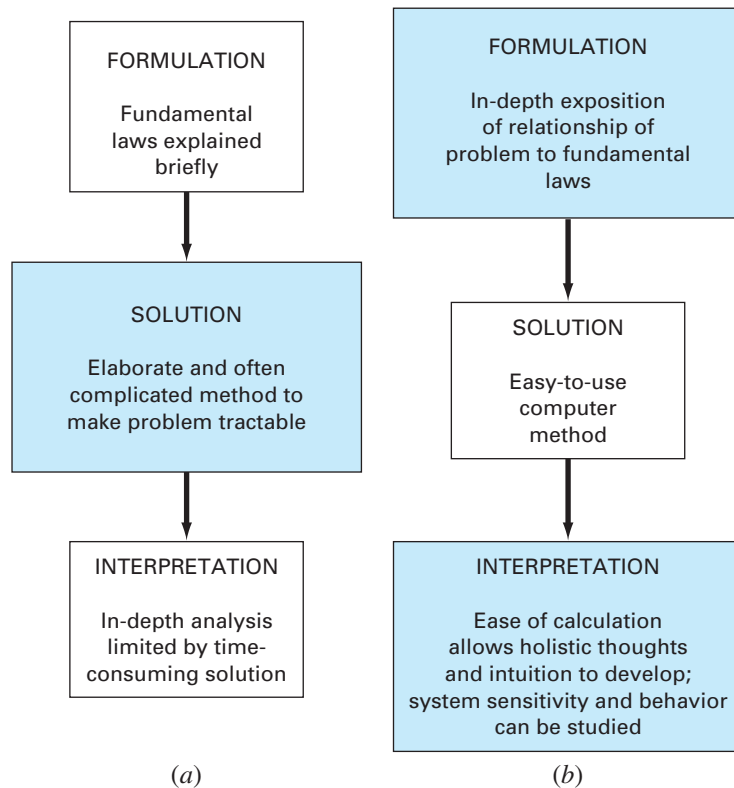 FORMULATION
Fundamental
laws explained
briefly
SOLUTION
Elaborate and often
complicated method to
make problem tractable
INTERPRETATION
In-depth analysis
limited by time-
consuming solution
(a)
FORMULATION
In-depth exposition
of relationship of
problem to fundamental
laws
SOLUTION
Easy-to-use
computer
method
INTERPRETATION
Ease of calculation
allows holistic thoughts
and intuition to develop;
system sensitivity and behavior
can be studied
(b)